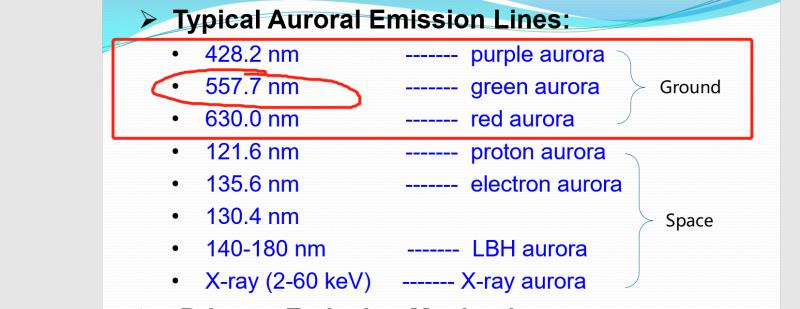 ➢ Typical Auroral Emission Lines:
• 428.2 nm ------- purple aurora
• 557.7 nm ------- green aurora
• 630.0 nm ------- red aurora
Ground
• 121.6 nm ------- proton aurora
• 135.6 nm ------- electron aurora
• 130.4 nm
• 140-180 nm ------- LBH aurora
• X-ray (2-60 keV) ------- X-ray aurora
Space